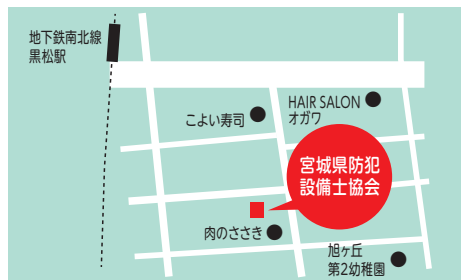 地下鉄南北線
黒松駅
HAIR SALON
オガワ
こよい寿司
宮城県防犯
設備士協会
肉のささき
旭ヶ丘
第2幼稚園